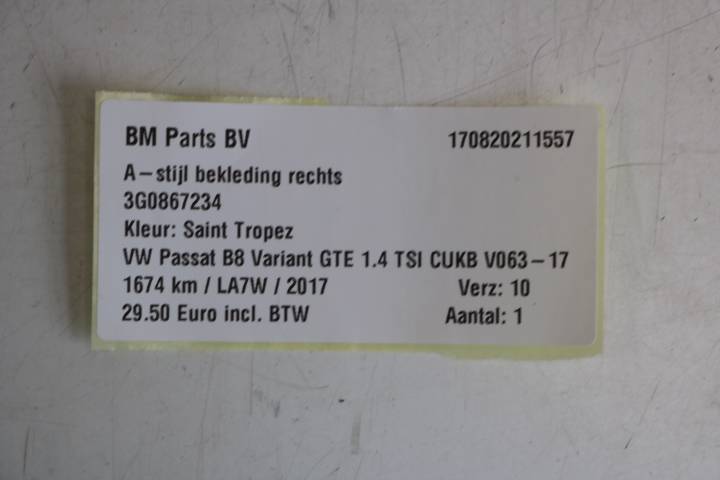 BM Parts BV 170820211557
A-stijl bekleding rechts
3G0867234
Kleur: Saint Tropez
VW Passat B8 Variant GTE 1.4 TSI CUKB V063-17
1674 km / LA7W / 2017 Verz: 10
29.50 Euro incl. BTW Aantal: 1